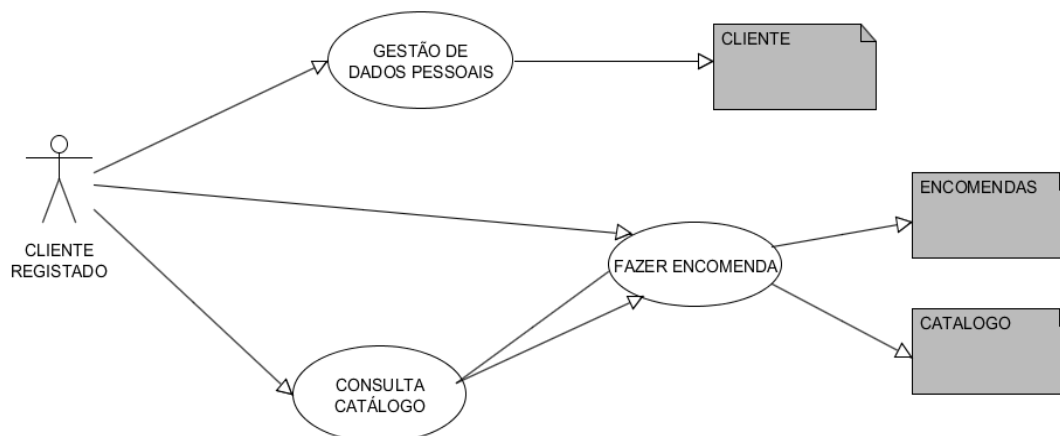 GESTÃO DE
DADOS PESSOAIS
CLIENTE
ENCOMENDAS
CLIENTE
REGISTADO
FAZER ENCOMENDA
CATALOGO
CONSULTA
CATÁLOGO